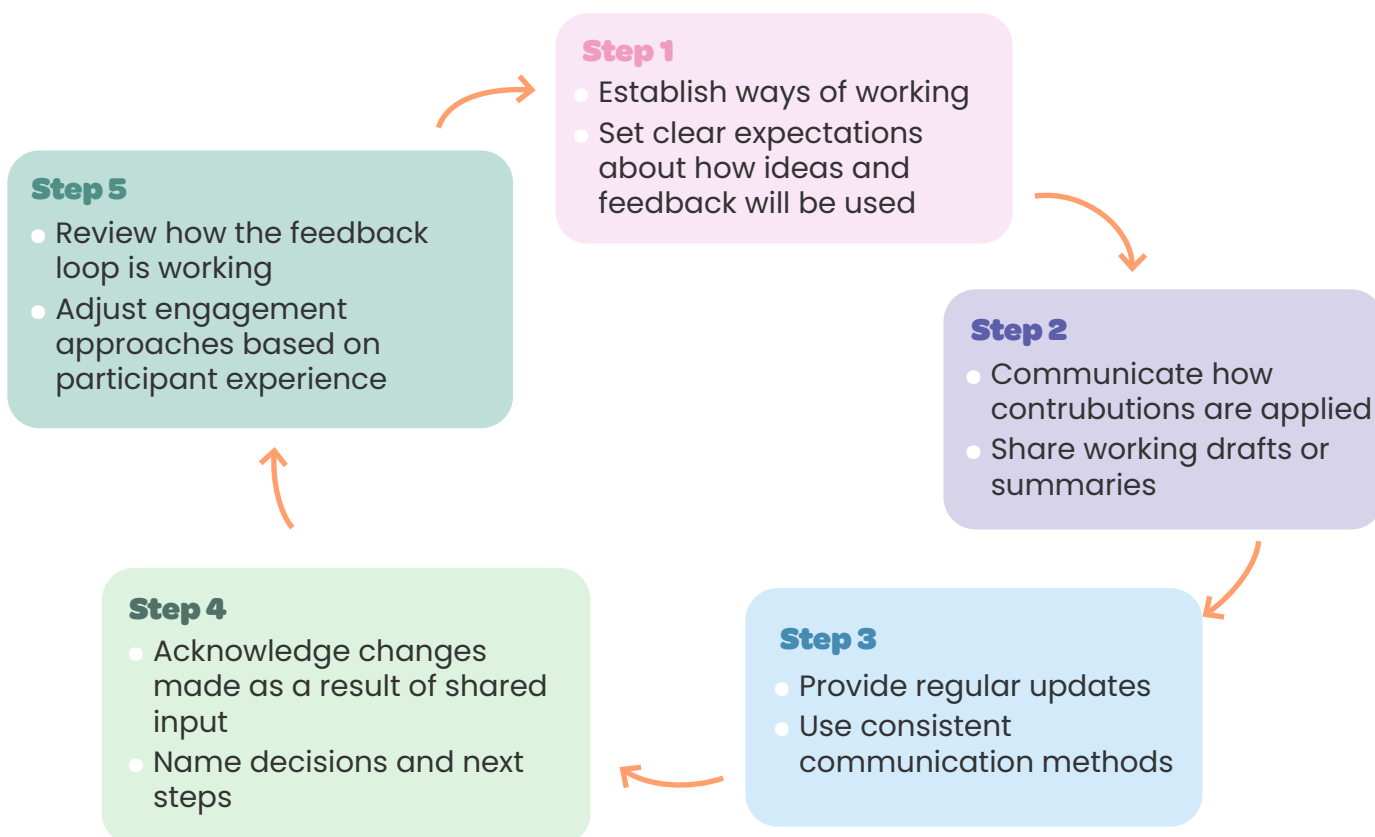 Step 1
Establish ways of working
Set clear expectations
about how ideas and
feedback will be used
Step 2
Communicate how
contrubutions are applied
Share working drafts or
summaries
Step 3
Provide regular updates
Use consistent
communication methods
Step 4
Acknowledge changes
made as a result of shared
input
Name decisions and next
steps
Step 5
Review how the feedback
loop is working
Adjust engagement
approaches based on
participant experience